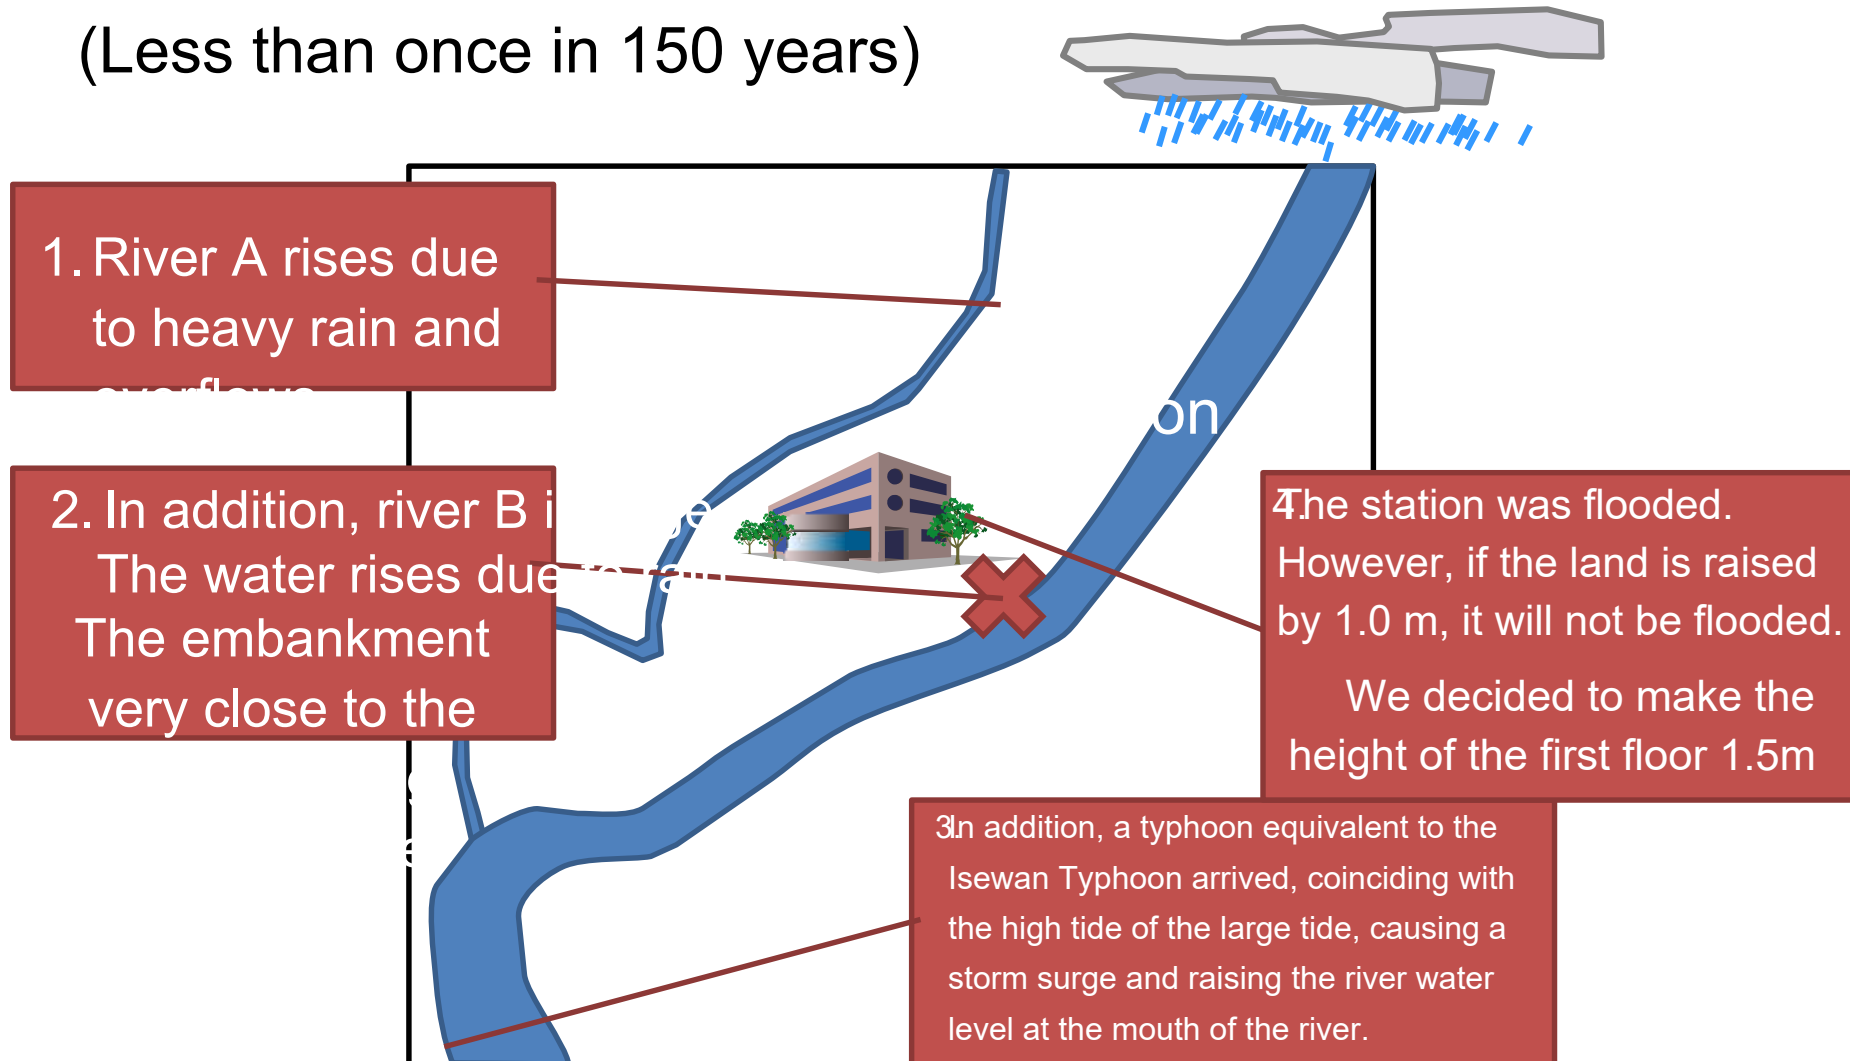 (Less than once in 150 years)
1. River A rises due
to heavy rain and
overflows
on
2. In addition, river B i
The water rises due to rain
The embankment
very close to the
4. The station was flooded.
However, if the land is raised
by 1.0 m, it will not be flooded.
We decided to make the
height of the first floor 1.5m
3. In addition, a typhoon equivalent to the
Isewan Typhoon arrived, coinciding with
the high tide of the large tide, causing a
storm surge and raising the river water
level at the mouth of the river.